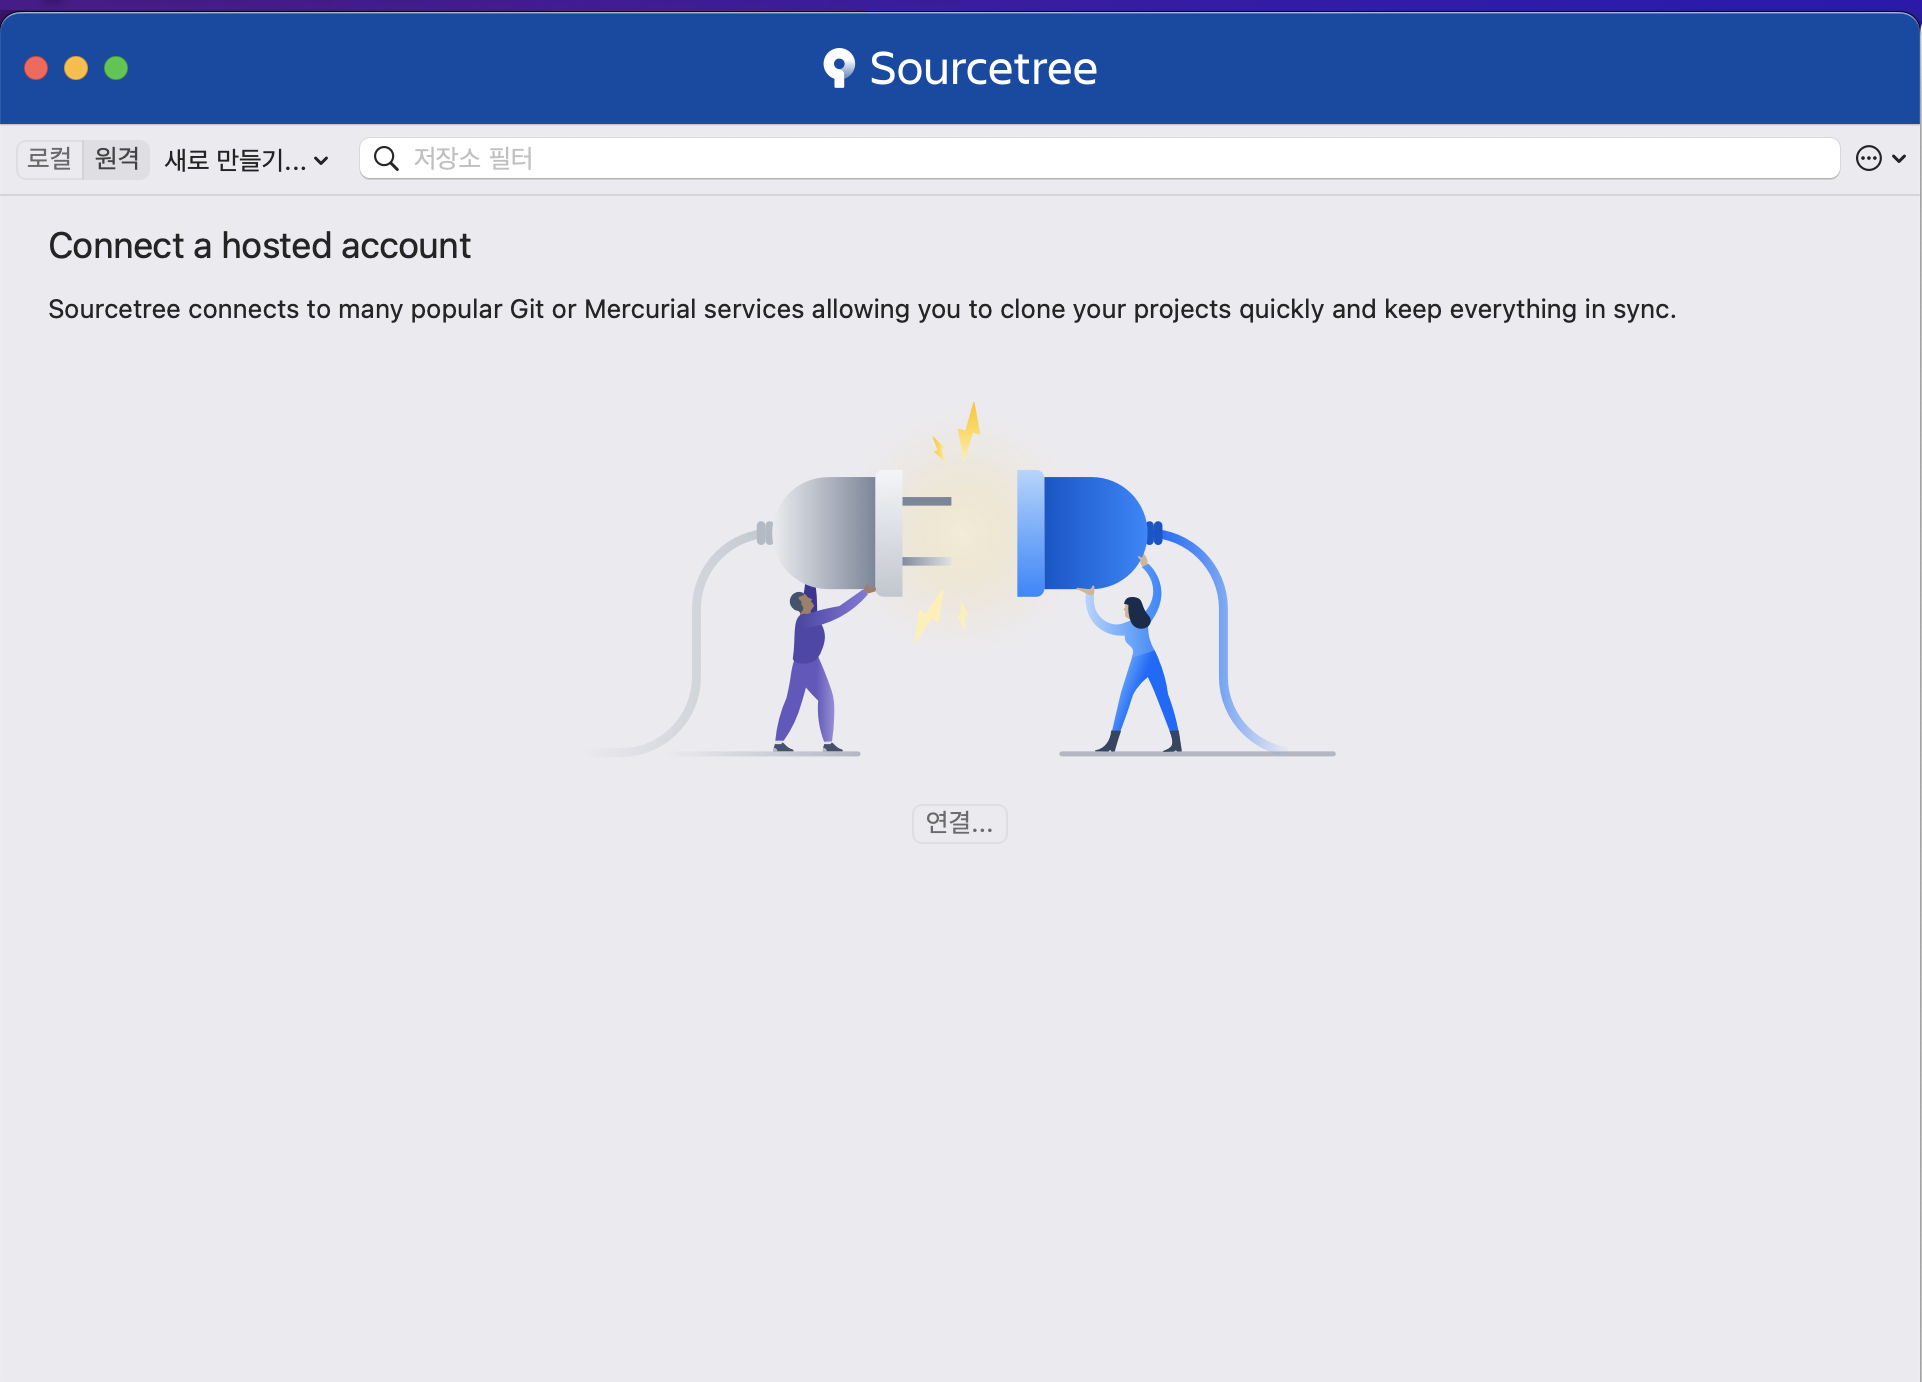 Sourcetree
로컬 원격 새로 만들기... 저장소 필터
Connect a hosted account
Sourcetree connects to many popular Git or Mercurial services allowing you to clone your projects quickly and keep everything in sync.
연결...